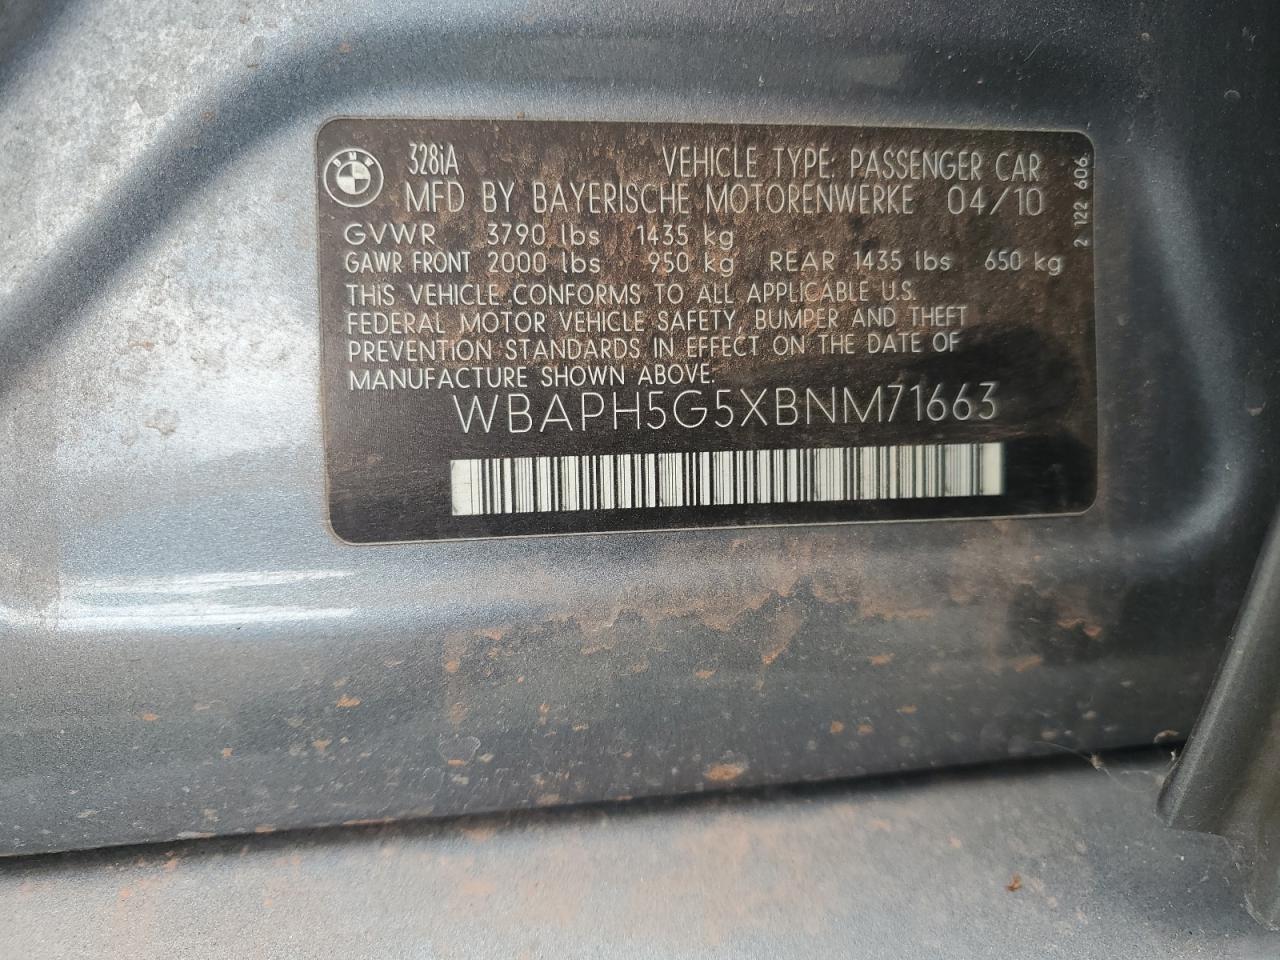 BMW
328iA VEHICLE TYPE: PASSENGER CAR
MFD BY BAYERISCHE MOTORENWERKE 04/10
GVWR 3790 lbs 1435 kg
GAWR FRONT 2000 lbs 950 kg REAR 1435 lbs 650 kg
THIS VEHICLE CONFORMS TO ALL APPLICABLE U.S.
FEDERAL MOTOR VEHICLE SAFETY, BUMPER AND THEFT
PREVENTION STANDARDS IN EFFECT ON THE DATE OF
MANUFACTURE SHOWN ABOVE:
WBAPH5G5XBNM71663
2 122 606.